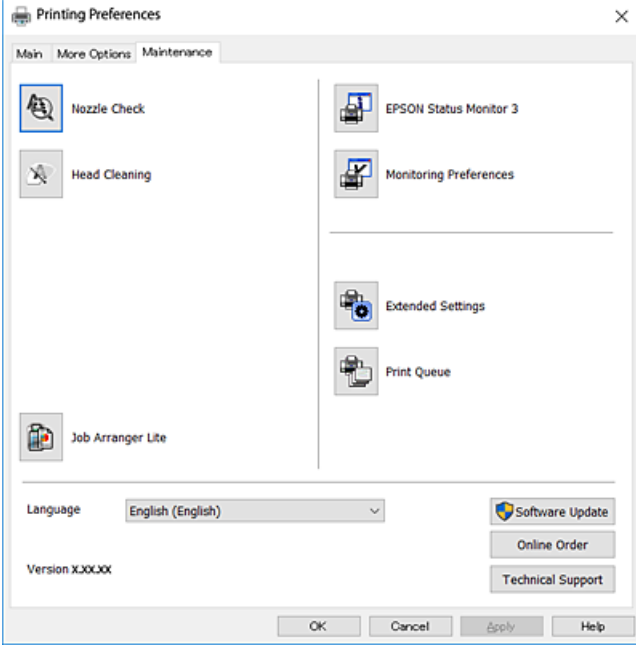 Printing Preferences
Main More Options Maintenance
Nozzle Check
Head Cleaning
Job Arranger Lite
EPSON Status Monitor 3
Monitoring Preferences
Extended Settings
Print Queue
Language English (English)
Version X.XX.XX
Software Update
Online Order
Technical Support
OK Cancel Apply Help